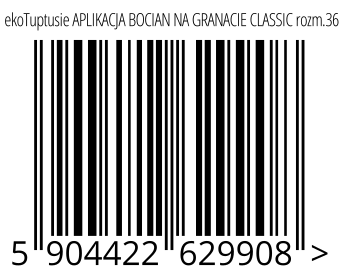 ekoTuptusie APLIKACJA BOCIAN NA GRANACIE CLASSIC rozm.36
5 904422 629908 >